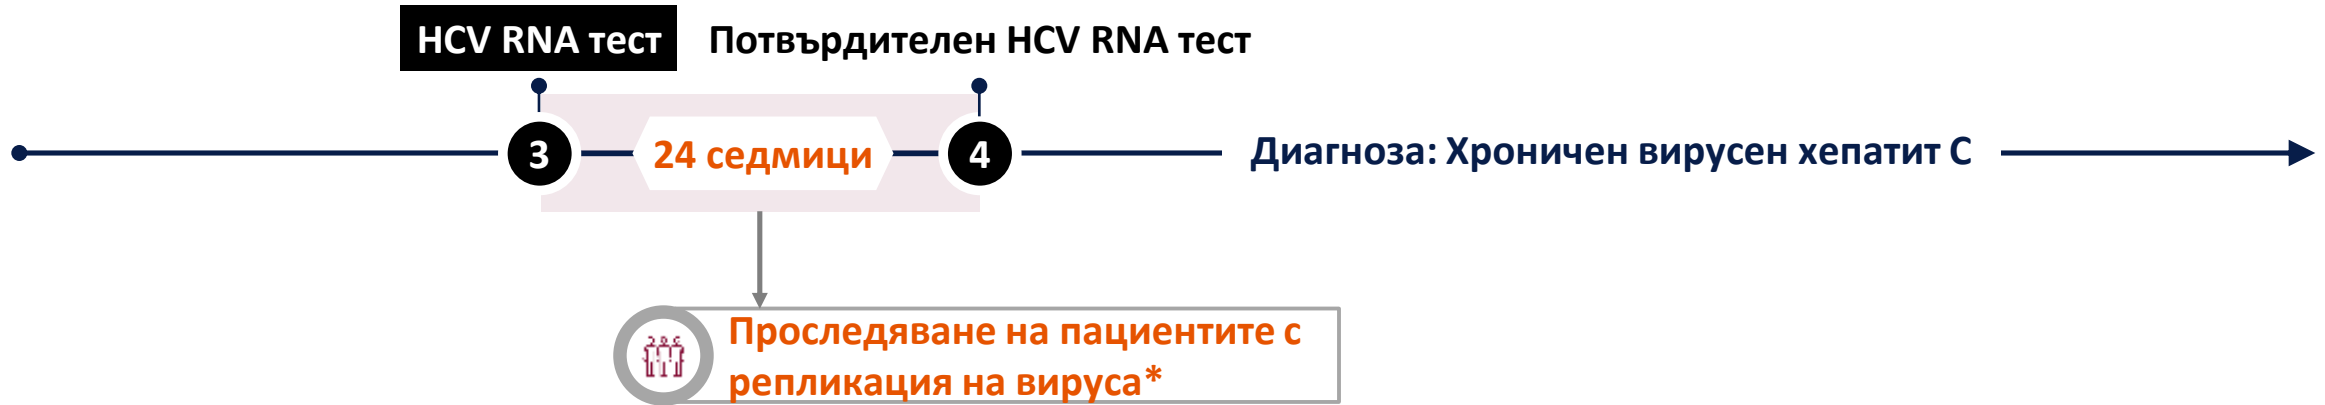 HCV RNA тест
Потвърдителен HCV RNA тест
3
24 седмици
4
Диагноза: Хроничен вирусен хепатит С
Проследяване на пациентите с
репликация на вируса*